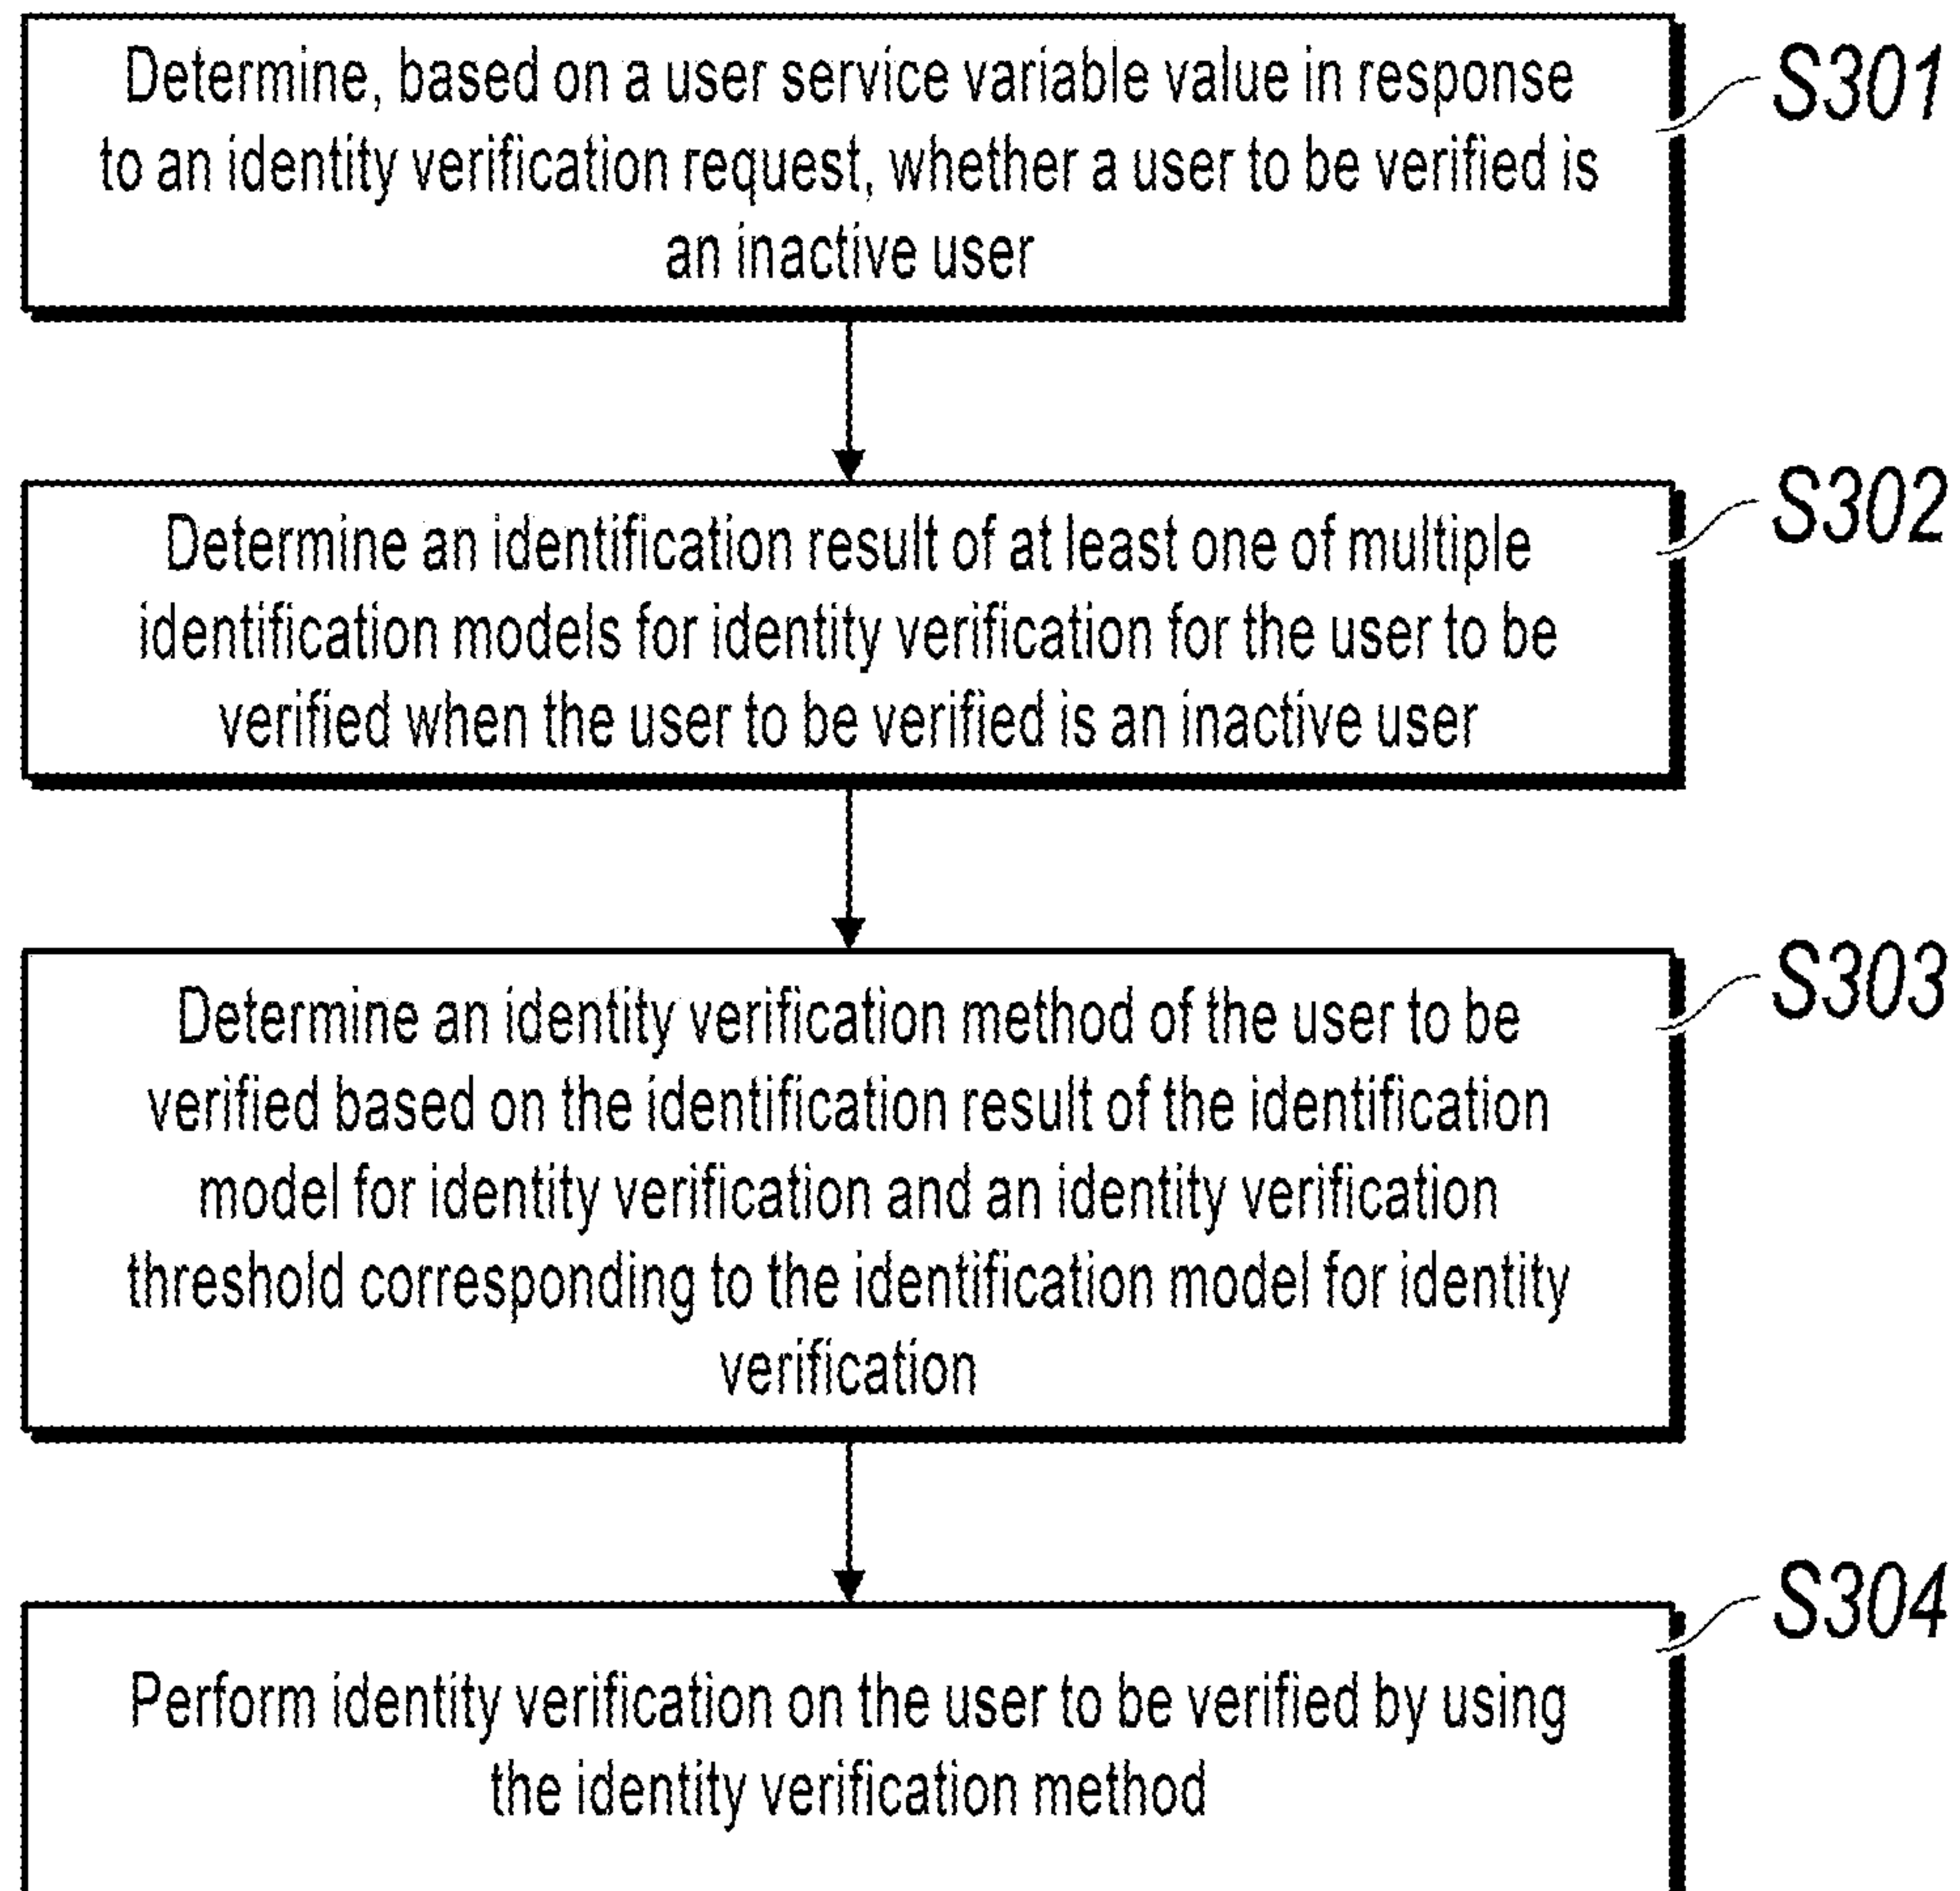 Determine, based on a user service variable value in response
to an identity verification request, whether a user to be verified is
an inactive user
S301
Determine an identification result of at least one of multiple
identification models for identity verification for the user to be
verified when the user to be verified is an inactive user
S302
Determine an identity verification method of the user to be
verified based on the identification result of the identification
model for identity verification and an identity verification
threshold corresponding to the identification model for identity
verification
S303
Perform identity verification on the user to be verified by using
the identity verification method
S304